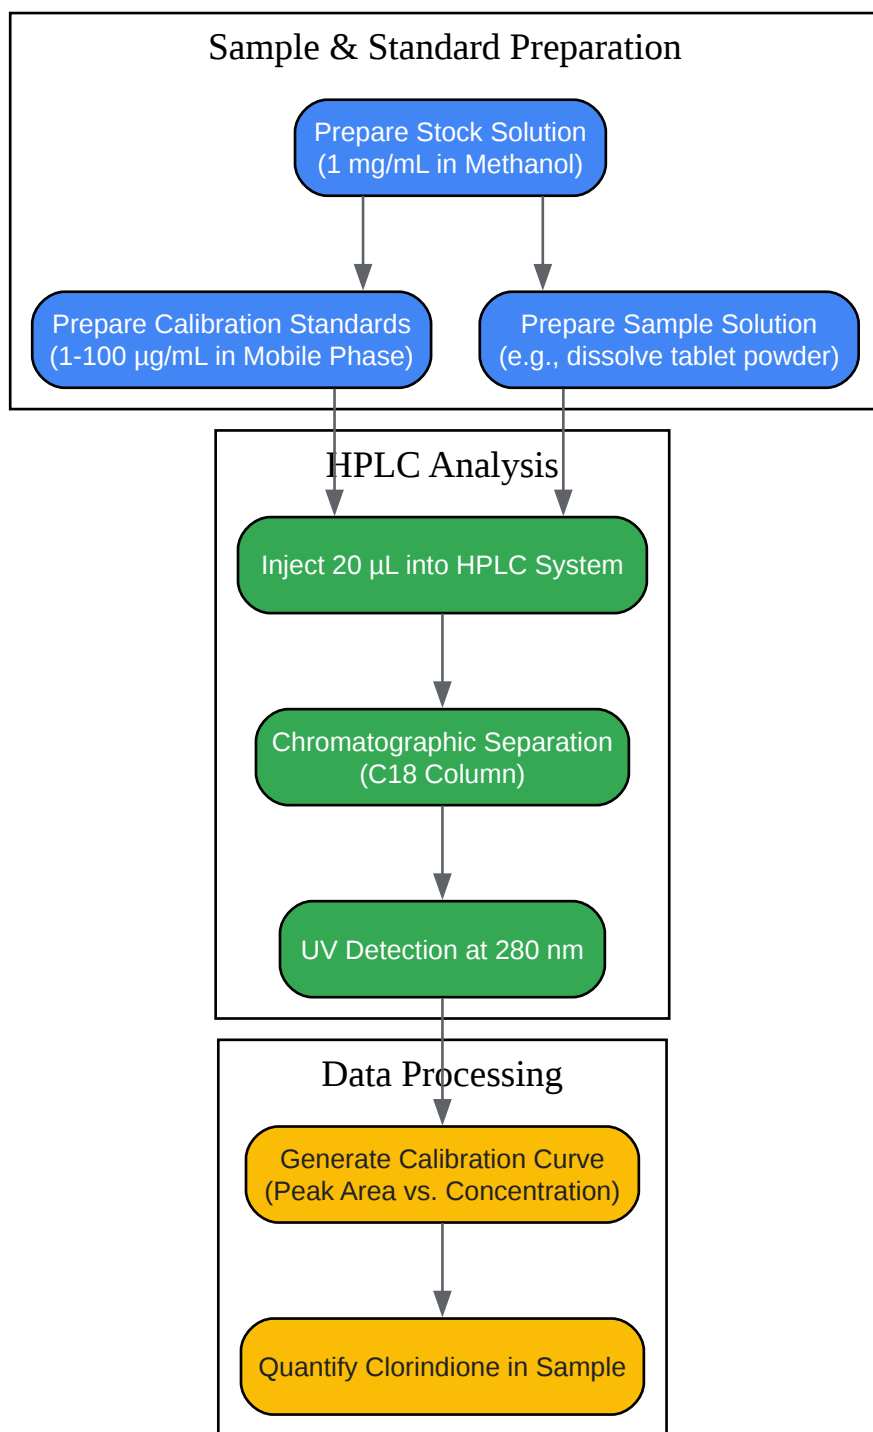 Sample & Standard Preparation
Prepare Stock Solution
(1 mg/mL in Methanol)
Prepare Calibration Standards
(1-100 µg/mL in Mobile Phase)
Prepare Sample Solution
(e.g., dissolve tablet powder)
HPLC Analysis
Inject 20 µL into HPLC System
Chromatographic Separation
(C18 Column)
UV Detection at 280 nm
Data Processing
Generate Calibration Curve
(Peak Area vs. Concentration)
Quantify Clorindione in Sample